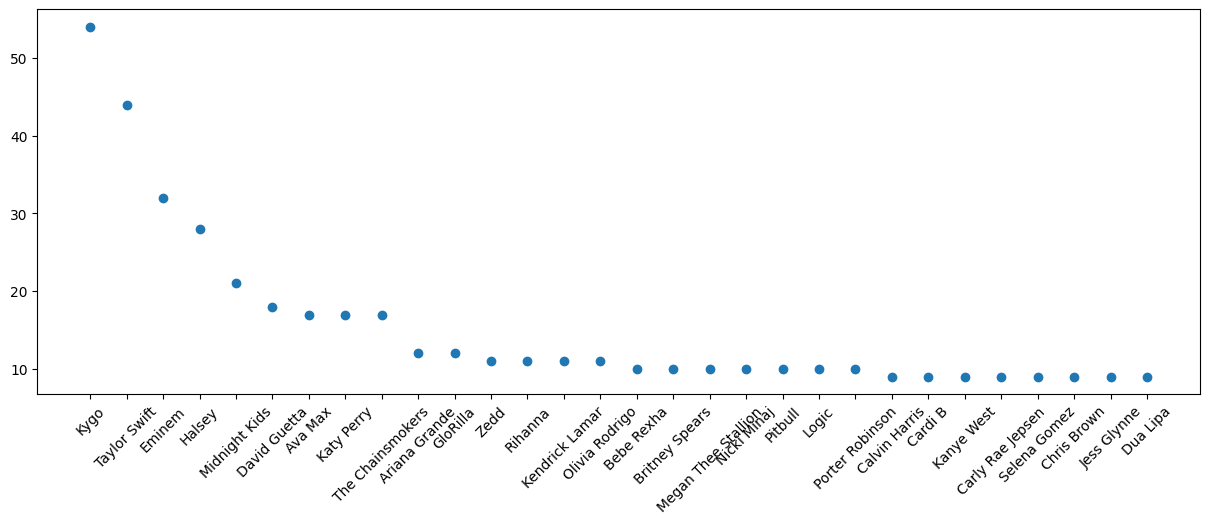 50
40
30
20
10
Kygo
Taylor Swift
Eminem
Halsey
Midnight Kids
David Guetta
Ava Max
Katy Perry
The Chainsmokers
Ariana Grande
GloRilla
Zedd
Rihanna
Kendrick Lamar
Olivia Rodrigo
Bebe Rexha
Britney Spears
Megan Thee Stallion
Nicki Minaj
Pitbull
Logic
Porter Robinson
Calvin Harris
Cardi B
Kanye West
Carly Rae Jepsen
Selena Gomez
Chris Brown
Jess Glynne
Dua Lipa